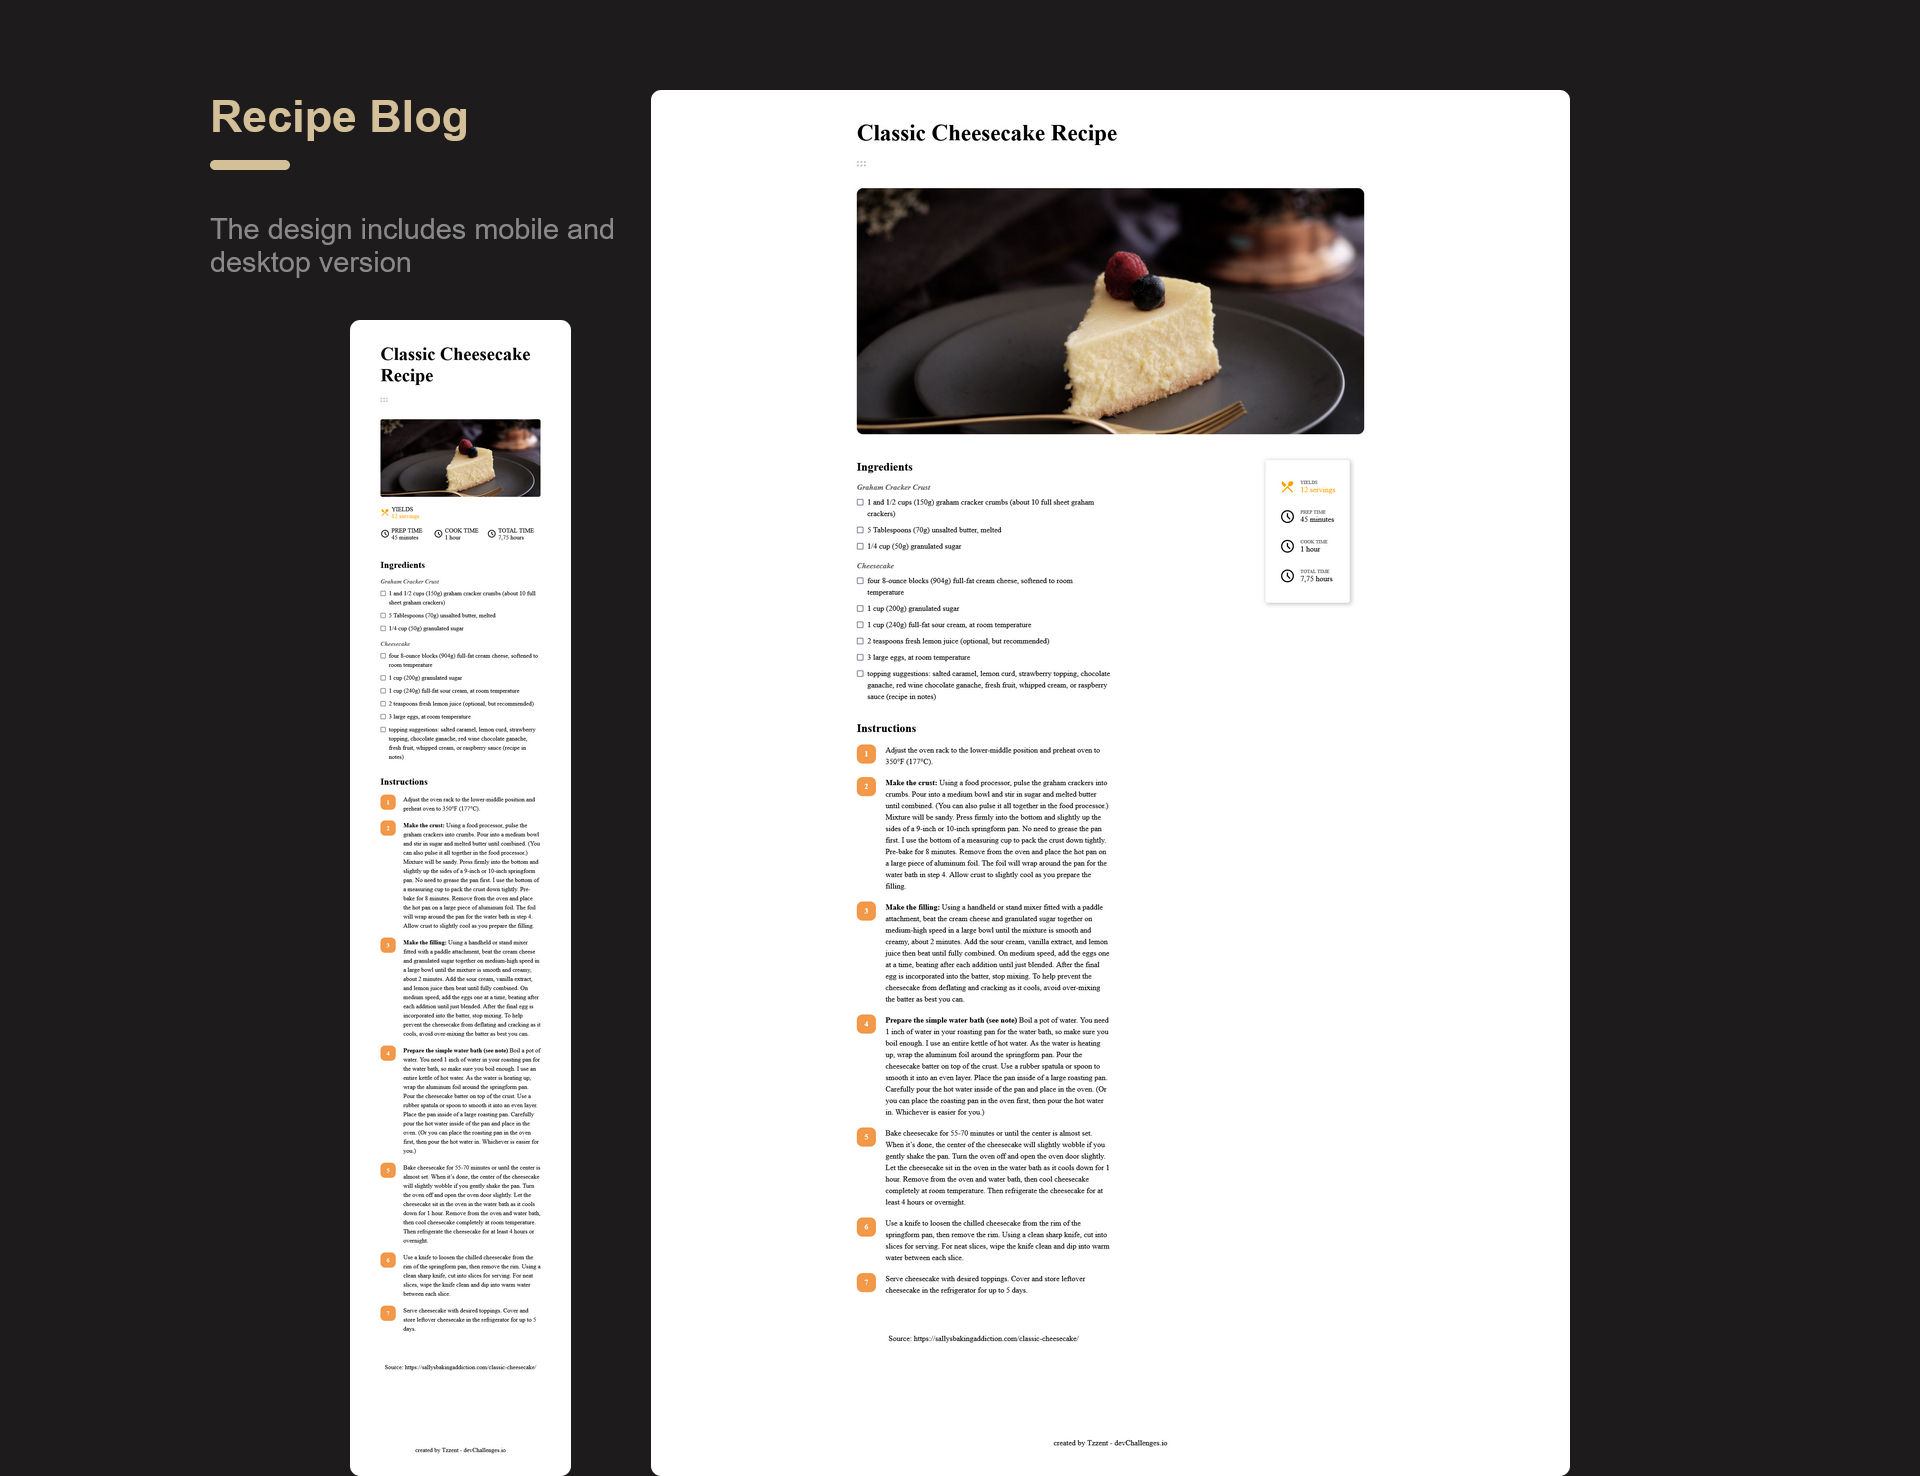 Recipe Blog
The design includes mobile and
desktop version
Classic Cheesecake
Recipe
YIELDS
12 servings
PREP TIME
45 minutes
COOK TIME
1 hour
TOTAL TIME
7,75 hours
Ingredients
Graham Cracker Crust
1 and 1/2 cups (150g) graham cracker crumbs (about 10 full
sheet graham crackers)
5 Tablespoons (70g) unsalted butter, melted
1/4 cup (50g) granulated sugar
Cheesecake
four 8-ounce blocks (904g) full-fat cream cheese, softened to
room temperature
1 cup (200g) granulated sugar
1 cup (240g) full-fat sour cream, at room temperature
2 teaspoons fresh lemon juice (optional, but recommended)
3 large eggs, at room temperature
topping suggestions: salted caramel, lemon curd, strawberry
topping, chocolate ganache, red wine chocolate ganache,
fresh fruit, whipped cream, or raspberry sauce (recipe in
notes)
Instructions
1 Adjust the oven rack to the lower-middle position and
preheat oven to 350°F (177°C).
2 Make the crust: Using a food processor, pulse the
graham crackers into crumbs. Pour into a medium bowl
and stir in sugar and melted butter until combined. (You
can also pulse it all together in the food processor.)
Mixture will be sandy. Press firmly into the bottom and
slightly up the sides of a 9-inch or 10-inch springform
pan. No need to grease the pan first. I use the bottom of
a measuring cup to pack the crust down tightly. Pre-
bake for 8 minutes. Remove from the oven and place
the hot pan on a large piece of aluminum foil. The foil
will wrap around the pan for the water bath in step 4.
Allow crust to slightly cool as you prepare the filling.
3 Make the filling: Using a handheld or stand mixer
fitted with a paddle attachment, beat the cream cheese
and granulated sugar together on medium-high speed in
a large bowl until the mixture is smooth and creamy,
about 2 minutes. Add the sour cream, vanilla extract,
and lemon juice then beat until fully combined. On
medium speed, add the eggs one at a time, beating after
each addition until just blended. After the final egg is
incorporated into the batter, stop mixing. To help
prevent the cheesecake from deflating and cracking as it
cools, avoid over-mixing the batter as best you can.
4 Prepare the simple water bath (see note) Boil a pot of
water. You need 1 inch of water in your roasting pan for
the water bath, so make sure you boil enough. I use an
entire kettle of hot water. As the water is heating up,
wrap the aluminum foil around the springform pan.
Pour the cheesecake batter on top of the crust. Use a
rubber spatula or spoon to smooth it into an even layer.
Place the pan inside of a large roasting pan. Carefully
pour the hot water inside of the pan and place in the
oven. (Or you can place the roasting pan in the oven
first, then pour the hot water in. Whichever is easier for
you.)
5 Bake cheesecake for 55-70 minutes or until the center is
almost set. When it's done, the center of the cheesecake
will slightly wobble if you gently shake the pan. Turn
the oven off and open the oven door slightly. Let the
cheesecake sit in the oven in the water bath as it cools
down for 1 hour. Remove from the oven and water bath,
then cool cheesecake completely at room temperature.
Then refrigerate the cheesecake for at least 4 hours or
overnight.
6 Use a knife to loosen the chilled cheesecake from the
rim of the springform pan, then remove the rim. Using a
clean sharp knife, cut into slices for serving. For neat
slices, wipe the knife clean and dip into warm water
between each slice.
7 Serve cheesecake with desired toppings. Cover and
store leftover cheesecake in the refrigerator for up to 5
days.
Source: https://sallysbakingaddiction.com/classic-cheesecake/
created by Tzzent - devChallenges.io
Classic Cheesecake Recipe
Ingredients
Graham Cracker Crust
1 and 1/2 cups (150g) graham cracker crumbs (about 10 full sheet graham
crackers)
5 Tablespoons (70g) unsalted butter, melted
1/4 cup (50g) granulated sugar
Cheesecake
four 8-ounce blocks (904g) full-fat cream cheese, softened to room
temperature
1 cup (200g) granulated sugar
1 cup (240g) full-fat sour cream, at room temperature
2 teaspoons fresh lemon juice (optional, but recommended)
3 large eggs, at room temperature
topping suggestions: salted caramel, lemon curd, strawberry topping, chocolate
ganache, red wine chocolate ganache, fresh fruit, whipped cream, or raspberry
sauce (recipe in notes)
YIELDS
12 servings
PREP TIME
45 minutes
COOK TIME
1 hour
TOTAL TIME
7,75 hours
Instructions
1 Adjust the oven rack to the lower-middle position and preheat oven to
350°F (177°C).
2 Make the crust: Using a food processor, pulse the graham crackers into
crumbs. Pour into a medium bowl and stir in sugar and melted butter
until combined. (You can also pulse it all together in the food processor.)
Mixture will be sandy. Press firmly into the bottom and slightly up the
sides of a 9-inch or 10-inch springform pan. No need to grease the pan
first. I use the bottom of a measuring cup to pack the crust down tightly.
Pre-bake for 8 minutes. Remove from the oven and place the hot pan on
a large piece of aluminum foil. The foil will wrap around the pan for the
water bath in step 4. Allow crust to slightly cool as you prepare the
filling.
3 Make the filling: Using a handheld or stand mixer fitted with a paddle
attachment, beat the cream cheese and granulated sugar together on
medium-high speed in a large bowl until the mixture is smooth and
creamy, about 2 minutes. Add the sour cream, vanilla extract, and lemon
juice then beat until fully combined. On medium speed, add the eggs one
at a time, beating after each addition until just blended. After the final
egg is incorporated into the batter, stop mixing. To help prevent the
cheesecake from deflating and cracking as it cools, avoid over-mixing
the batter as best you can.
4 Prepare the simple water bath (see note) Boil a pot of water. You need
1 inch of water in your roasting pan for the water bath, so make sure you
boil enough. I use an entire kettle of hot water. As the water is heating
up, wrap the aluminum foil around the springform pan. Pour the
cheesecake batter on top of the crust. Use a rubber spatula or spoon to
smooth it into an even layer. Place the pan inside of a large roasting pan.
Carefully pour the hot water inside of the pan and place in the oven. (Or
you can place the roasting pan in the oven first, then pour the hot water
in. Whichever is easier for you.)
5 Bake cheesecake for 55-70 minutes or until the center is almost set.
When it's done, the center of the cheesecake will slightly wobble if you
gently shake the pan. Turn the oven off and open the oven door slightly.
Let the cheesecake sit in the oven in the water bath as it cools down for 1
hour. Remove from the oven and water bath, then cool cheesecake
completely at room temperature. Then refrigerate the cheesecake for at
least 4 hours or overnight.
6 Use a knife to loosen the chilled cheesecake from the rim of the
springform pan, then remove the rim. Using a clean sharp knife, cut into
slices for serving. For neat slices, wipe the knife clean and dip into warm
water between each slice.
7 Serve cheesecake with desired toppings. Cover and store leftover
cheesecake in the refrigerator for up to 5 days.
Source: https://sallysbakingaddiction.com/classic-cheesecake/
created by Tzzent - devChallenges.io